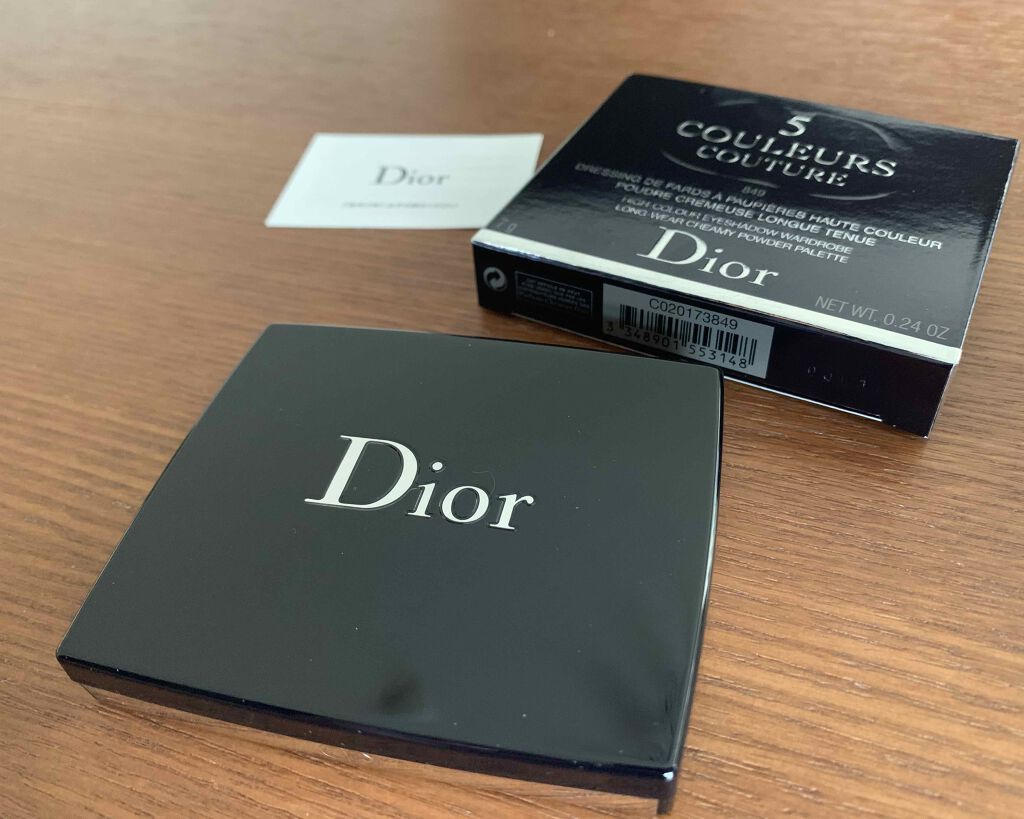 Dior
5
COULEURS
COUTURE
849
DRESSING DE FARDS À PAUPIÈRES HAUTE COULEUR
POUDRE CRÉMEUSE LONGUE TENUE
HIGH COLOUR EYESHADOW WARDROBE
LONG-WEAR CREAMY POWDER PALETTE
7 g
Dior
NET WT. 0.24 OZ
C020173849
3 348901 553148
Dior